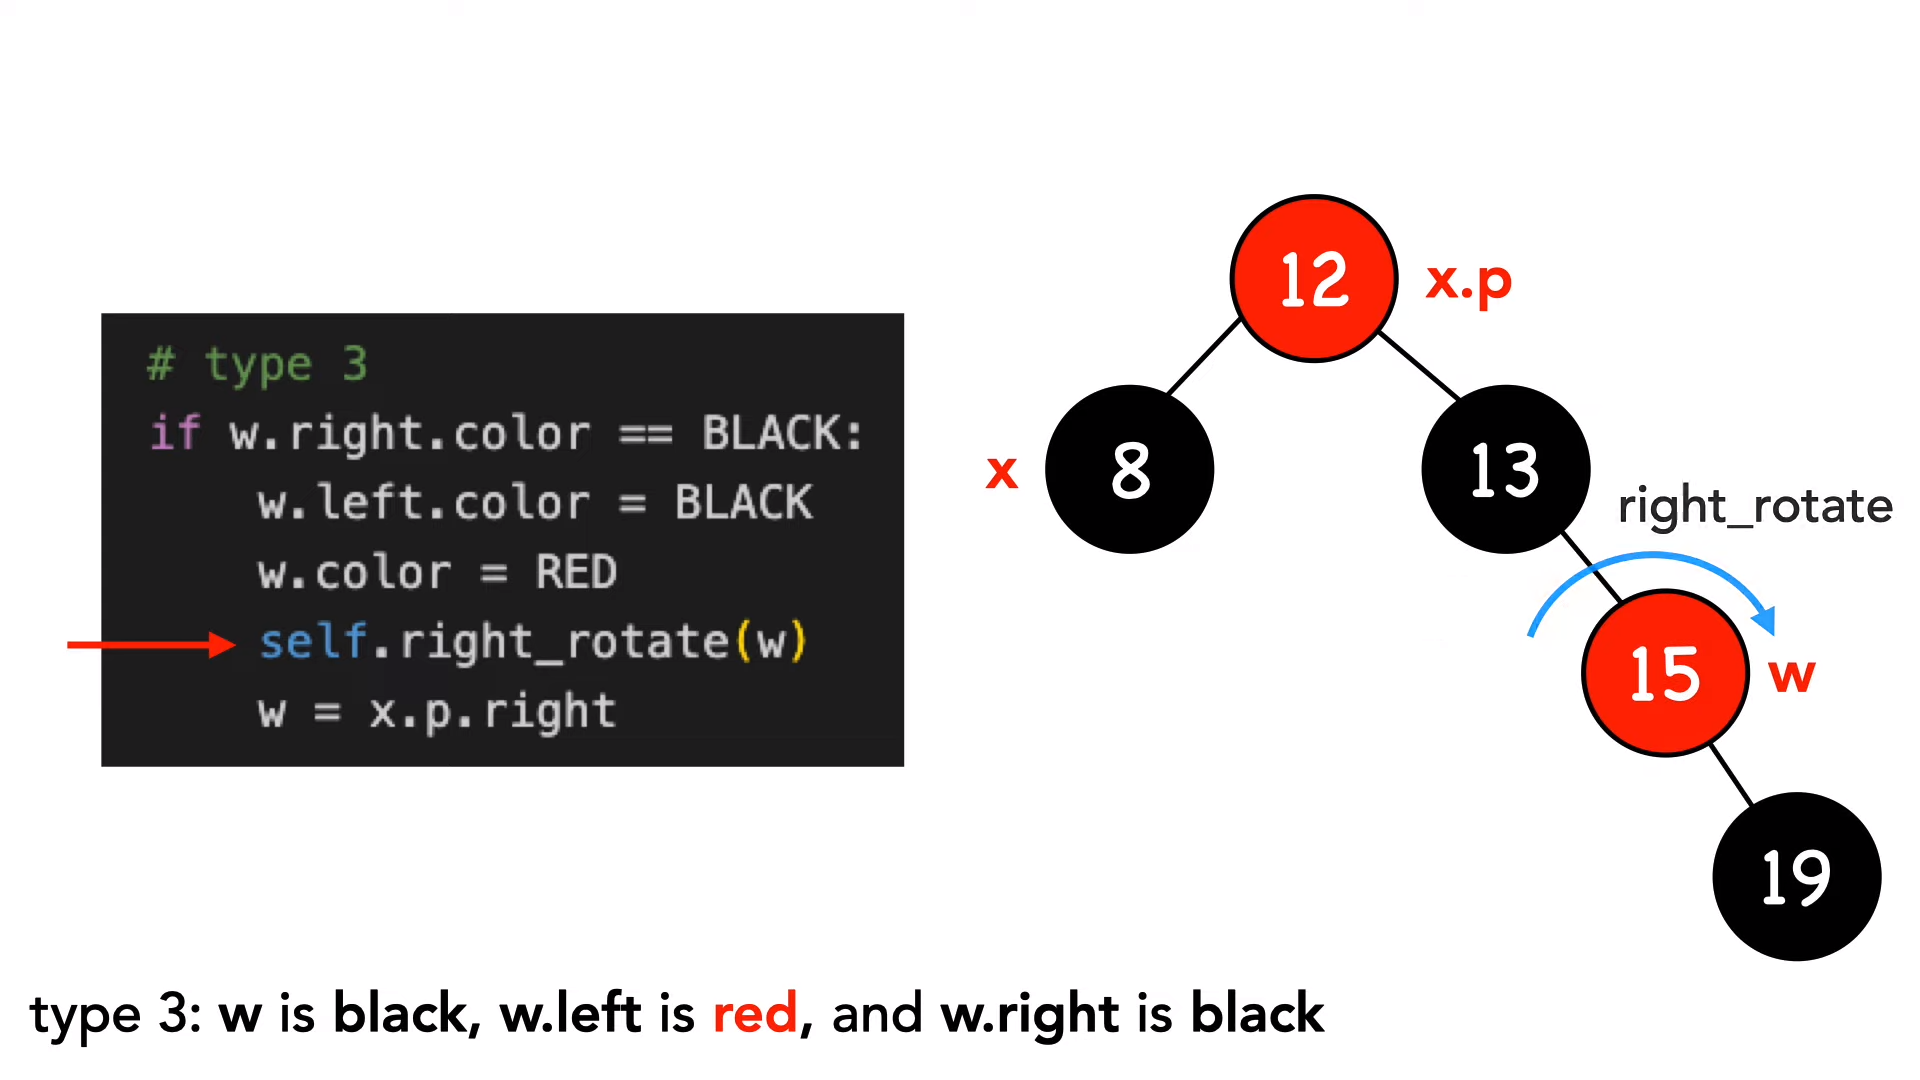 # type 3
if w.right.color == BLACK:
w.left.color = BLACK
w.color = RED
self.right_rotate(w)
w = x.p.right
12
x.p
x
8
13
right_rotate
15
w
19
type 3: w is black, w.left is red, and w.right is black